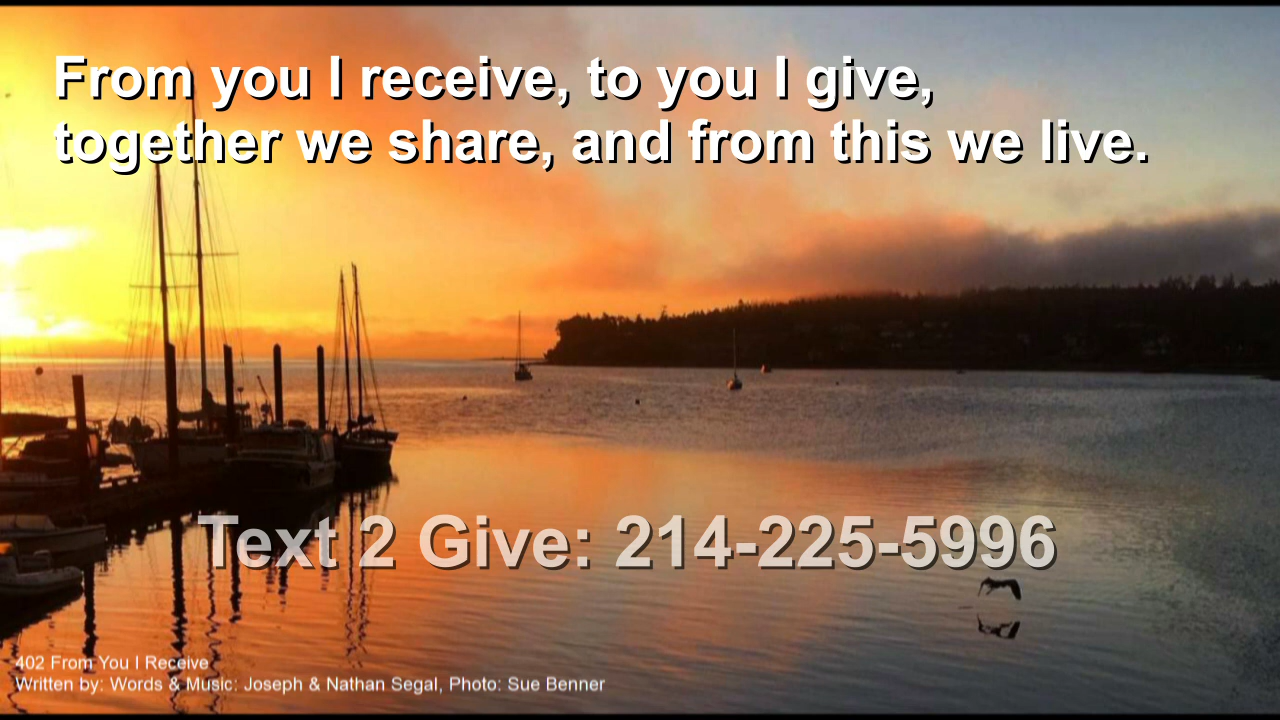 From you I receive, to you I give,
together we share, and from this we live.
Text 2 Give: 214-225-5996
402 From You I Receive
Written by: Words & Music: Joseph & Nathan Segal, Photo: Sue Benner